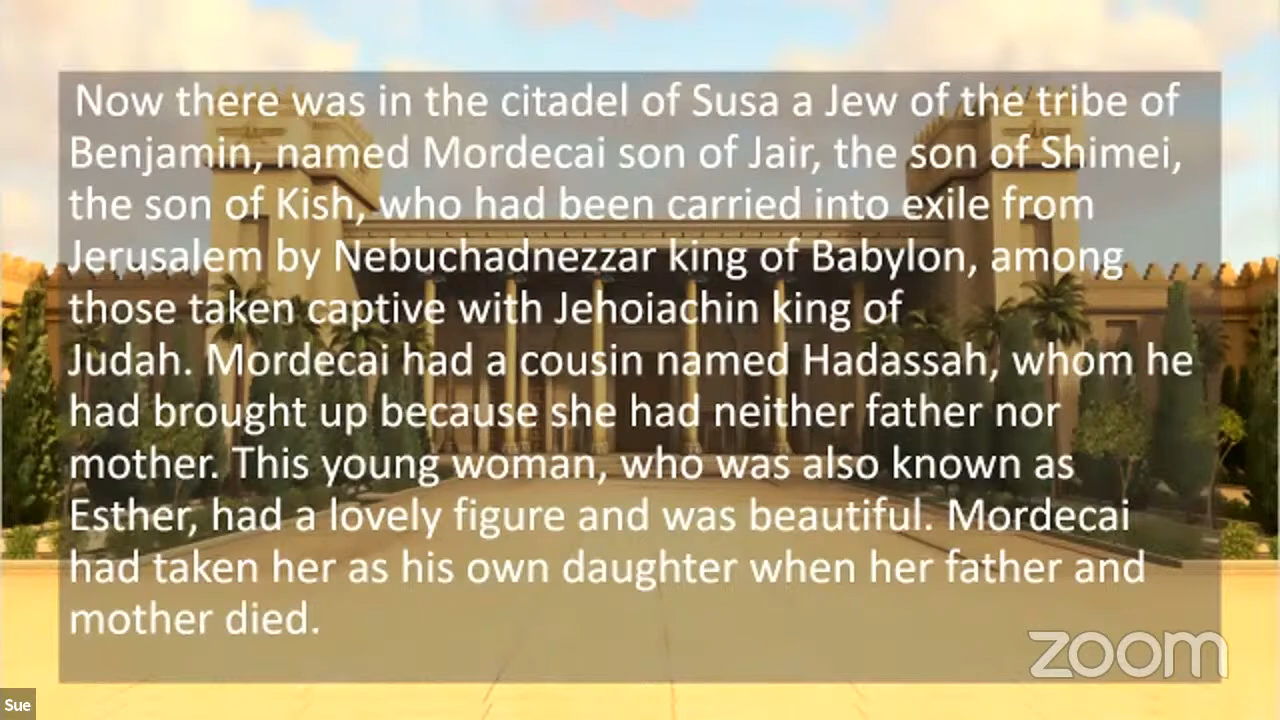 Now there was in the citadel of Susa a Jew of the tribe of
Benjamin, named Mordecai son of Jair, the son of Shimei,
the son of Kish, who had been carried into exile from
Jerusalem by Nebuchadnezzar king of Babylon, among
those taken captive with Jehoiachin king of
Judah. Mordecai had a cousin named Hadassah, whom he
had brought up because she had neither father nor
mother. This young woman, who was also known as
Esther, had a lovely figure and was beautiful. Mordecai
had taken her as his own daughter when her father and
mother died.
zoom
Sue